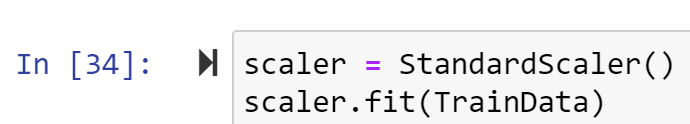 In [34]: scaler = StandardScaler()
scaler.fit(TrainData)